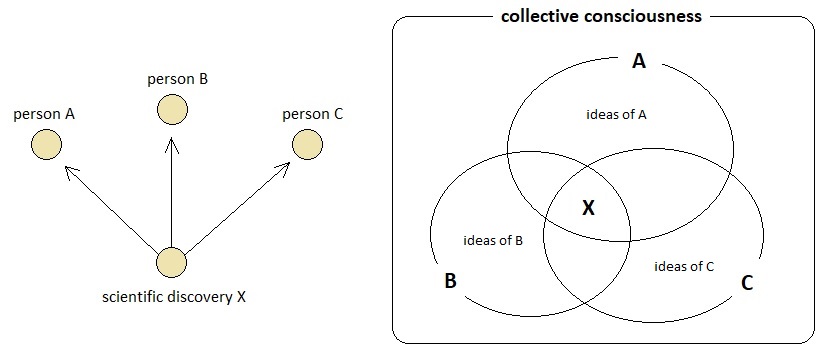 person A
person B
person C
scientific discovery X
collective consciousness
A
ideas of A
X
ideas of B
ideas of C
B
C